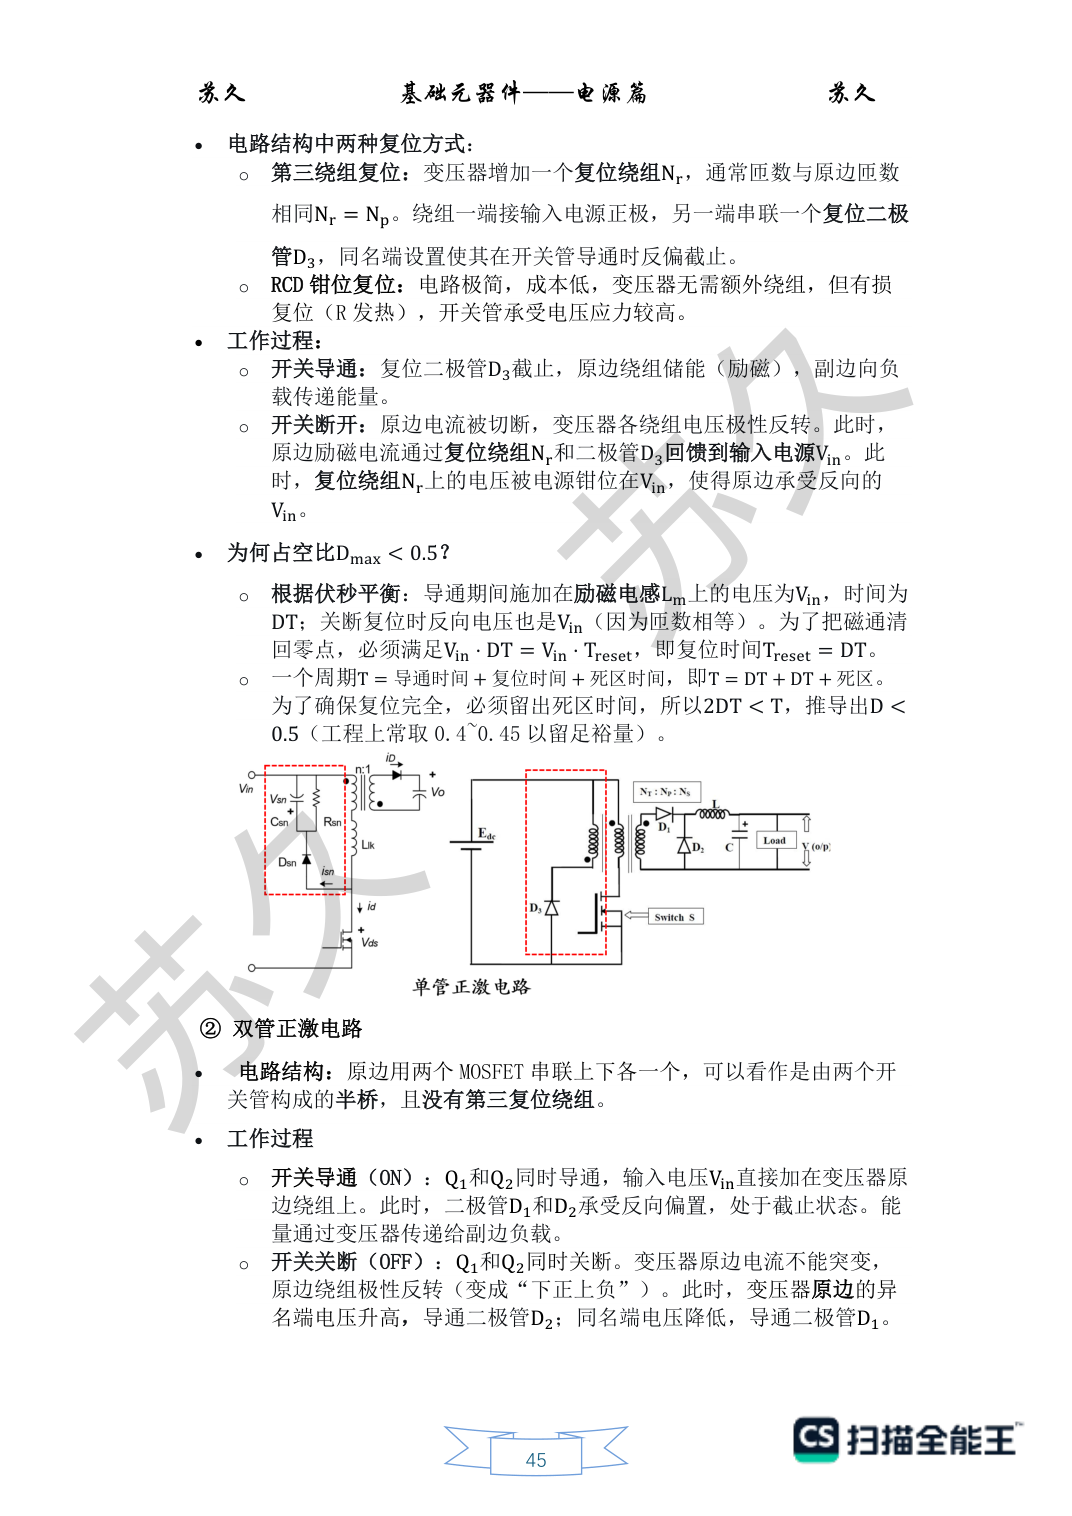 苏久 基础元器件——电源篇 苏久
• 电路结构中两种复位方式：
o 第三绕组复位：变压器增加一个复位绕组Nr，通常匝数与原边匝数
相同Nr = Np。绕组一端接输入电源正极，另一端串联一个复位二极
管D3，同名端设置使其在开关管导通时反偏截止。
o RCD 钳位复位：电路极简，成本低，变压器无需额外绕组，但有损
复位（R 发热），开关管承受电压应力较高。
• 工作过程：
o 开关导通：复位二极管D3截止，原边绕组储能（励磁），副边向负
载传递能量。
o 开关断开：原边电流被切断，变压器各绕组电压极性反转。此时，
原边励磁电流通过复位绕组Nr和二极管D3回馈到输入电源Vin。此
时，复位绕组Nr上的电压被电源钳位在Vin，使得原边承受反向的
Vin。
• 为何占空比Dmax < 0.5？
o 根据伏秒平衡：导通期间施加在励磁电感Lm上的电压为Vin，时间为
DT；关断复位时反向电压也是Vin（因为匝数相等）。为了把磁通清
回零点，必须满足Vin · DT = Vin · Treset，即复位时间Treset = DT。
o 一个周期T = 导通时间 + 复位时间 + 死区时间，即T = DT + DT + 死区。
为了确保复位完全，必须留出死区时间，所以2DT < T，推导出D <
0.5（工程上常取 0.4~0.45 以留足裕量）。
Vin Vsn + Csn Rsn Dsn isn n:1 iD + Vo Llk id + Vds
Edc D3 NT : NP : NS D1 D2 L C + Load V (o/p) Switch S
单管正激电路
② 双管正激电路
• 电路结构：原边用两个 MOSFET 串联上下各一个，可以看作是由两个开
关管构成的半桥，且没有第三复位绕组。
• 工作过程
o 开关导通（ON）：Q1和Q2同时导通，输入电压Vin直接加在变压器原
边绕组上。此时，二极管D1和D2承受反向偏置，处于截止状态。能
量通过变压器传递给副边负载。
o 开关关断（OFF）：Q1和Q2同时关断。变压器原边电流不能突变，
原边绕组极性反转（变成“下正上负”）。此时，变压器原边的异
名端电压升高，导通二极管D2；同名端电压降低，导通二极管D1。
45
CS 扫描全能王™
苏久
苏久